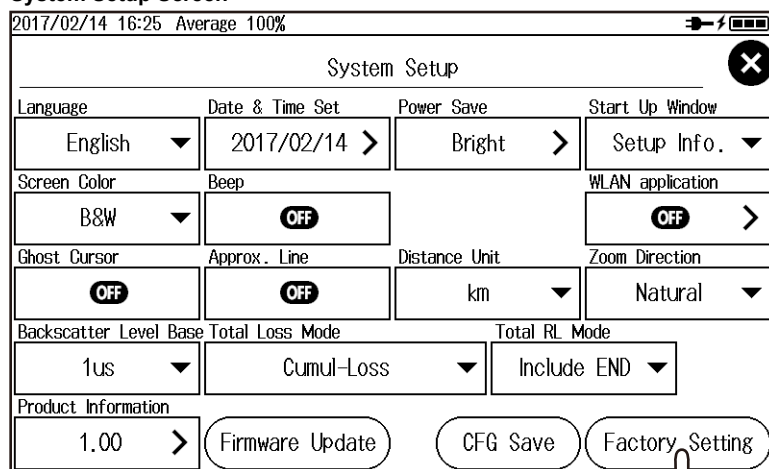 System Setup Screen
2017/02/14 16:25 Average 100%
System Setup
Language Date & Time Set Power Save Start Up Window
English 2017/02/14 Bright Setup Info.
Screen Color Beep WLAN application
B&W OFF OFF
Ghost Cursor Approx. Line Distance Unit Zoom Direction
OFF OFF km Natural
Backscatter Level Base Total Loss Mode Total RL Mode
1us Cumul-Loss Include END
Product Information
1.00 Firmware Update CFG Save Factory Setting